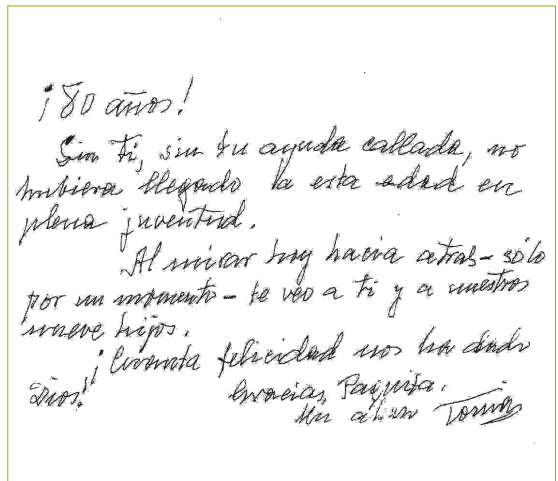 ¡80 años!
Sin ti, sin tu ayuda callada, no
hubiera llegado a esta edad en
plena juventud.
Al mirar hoy hacia atrás - sólo
por un momento - te veo a ti y a nuestros
nueve hijos.
¡Cuánta felicidad nos ha dado
Dios! Gracias, Paquita.
Un abrazo Tomás